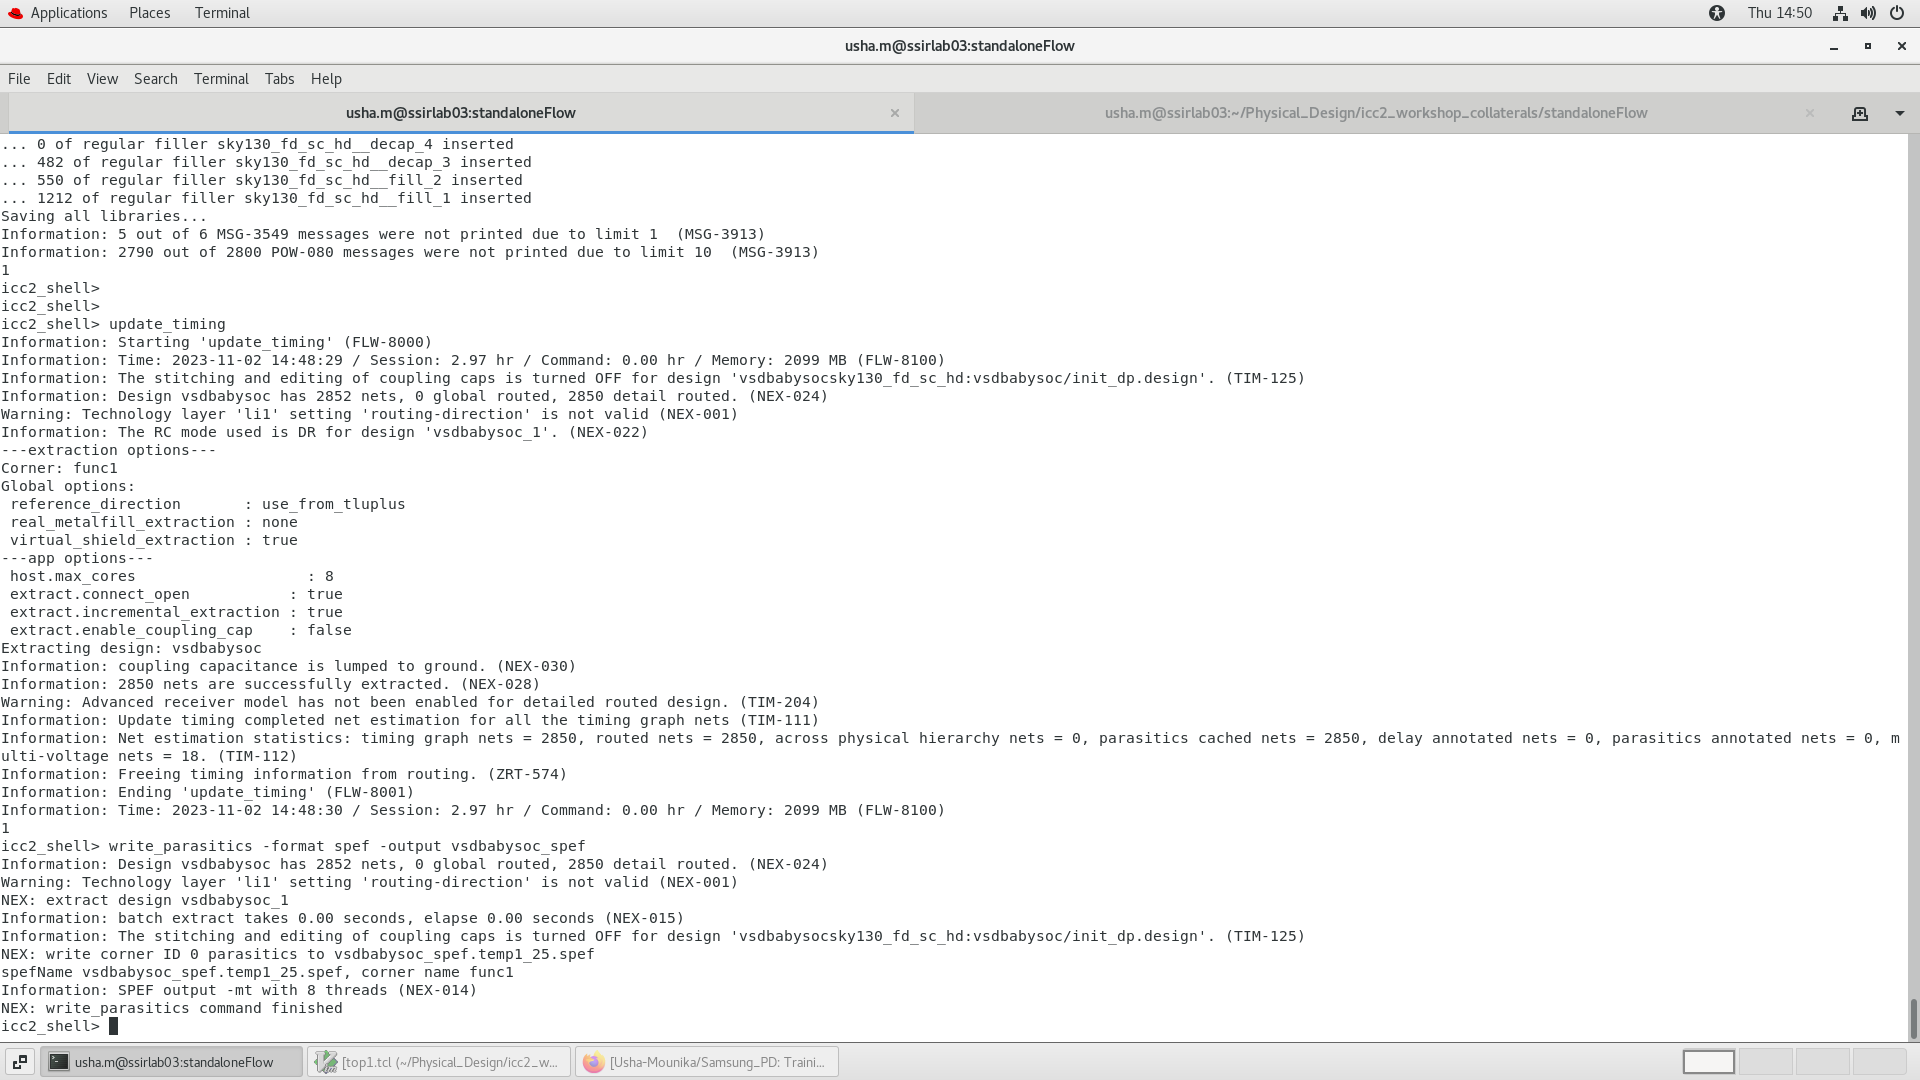 Applications Places Terminal Thu 14:50
usha.m@ssirlab03:standaloneFlow
File Edit View Search Terminal Tabs Help
usha.m@ssirlab03:standaloneFlow usha.m@ssirlab03:~/Physical_Design/icc2_workshop_collaterals/standaloneFlow
... 0 of regular filler sky130_fd_sc_hd__decap_4 inserted
... 482 of regular filler sky130_fd_sc_hd__decap_3 inserted
... 550 of regular filler sky130_fd_sc_hd__fill_2 inserted
... 1212 of regular filler sky130_fd_sc_hd__fill_1 inserted
Saving all libraries...
Information: 5 out of 6 MSG-3549 messages were not printed due to limit 1  (MSG-3913)
Information: 2790 out of 2800 POW-080 messages were not printed due to limit 10  (MSG-3913)
1
icc2_shell>
icc2_shell>
icc2_shell> update_timing
Information: Starting 'update_timing' (FLW-8000)
Information: Time: 2023-11-02 14:48:29 / Session: 2.97 hr / Command: 0.00 hr / Memory: 2099 MB (FLW-8100)
Information: The stitching and editing of coupling caps is turned OFF for design 'vsdbabysocsky130_fd_sc_hd:vsdbabysoc/init_dp.design'. (TIM-125)
Information: Design vsdbabysoc has 2852 nets, 0 global routed, 2850 detail routed. (NEX-024)
Warning: Technology layer 'li1' setting 'routing-direction' is not valid (NEX-001)
Information: The RC mode used is DR for design 'vsdbabysoc_1'. (NEX-022)
---extraction options---
Corner: func1
Global options:
 reference_direction       : use_from_tluplus
 real_metalfill_extraction : none
 virtual_shield_extraction : true
---app options---
 host.max_cores                   : 8
 extract.connect_open           : true
 extract.incremental_extraction : true
 extract.enable_coupling_cap    : false
Extracting design: vsdbabysoc
Information: coupling capacitance is lumped to ground. (NEX-030)
Information: 2850 nets are successfully extracted. (NEX-028)
Warning: Advanced receiver model has not been enabled for detailed routed design. (TIM-204)
Information: Update timing completed net estimation for all the timing graph nets (TIM-111)
Information: Net estimation statistics: timing graph nets = 2850, routed nets = 2850, across physical hierarchy nets = 0, parasitics cached nets = 2850, delay annotated nets = 0, parasitics annotated nets = 0, m
ulti-voltage nets = 18. (TIM-112)
Information: Freeing timing information from routing. (ZRT-574)
Information: Ending 'update_timing' (FLW-8001)
Information: Time: 2023-11-02 14:48:30 / Session: 2.97 hr / Command: 0.00 hr / Memory: 2099 MB (FLW-8100)
1
icc2_shell> write_parasitics -format spef -output vsdbabysoc_spef
Information: Design vsdbabysoc has 2852 nets, 0 global routed, 2850 detail routed. (NEX-024)
Warning: Technology layer 'li1' setting 'routing-direction' is not valid (NEX-001)
NEX: extract design vsdbabysoc_1
Information: batch extract takes 0.00 seconds, elapse 0.00 seconds (NEX-015)
Information: The stitching and editing of coupling caps is turned OFF for design 'vsdbabysocsky130_fd_sc_hd:vsdbabysoc/init_dp.design'. (TIM-125)
NEX: write corner ID 0 parasitics to vsdbabysoc_spef.temp1_25.spef
spefName vsdbabysoc_spef.temp1_25.spef, corner name func1
Information: SPEF output -mt with 8 threads (NEX-014)
NEX: write_parasitics command finished
icc2_shell>
usha.m@ssirlab03:standaloneFlow [top1.tcl (~/Physical_Design/icc2_w... [Usha-Mounika/Samsung_PD: Traini...